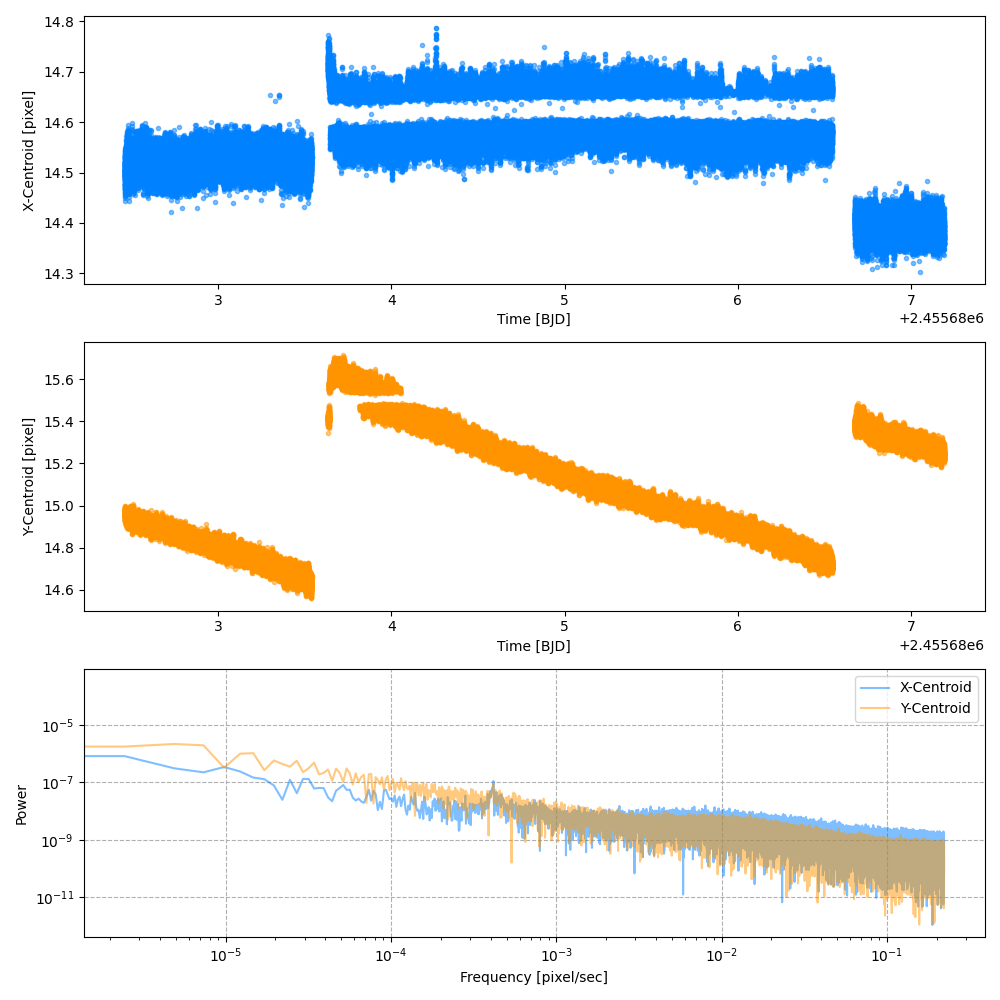 14.8
14.7
14.6
14.5
14.4
14.3
X-Centroid [pixel]
3 4 5 6 7
Time [BJD]
+2.45568e6
15.6
15.4
15.2
15.0
14.8
14.6
Y-Centroid [pixel]
3 4 5 6 7
Time [BJD]
+2.45568e6
X-Centroid
Y-Centroid
10⁻⁵
10⁻⁷
10⁻⁹
10⁻¹¹
Power
10⁻⁵ 10⁻⁴ 10⁻³ 10⁻² 10⁻¹
Frequency [pixel/sec]